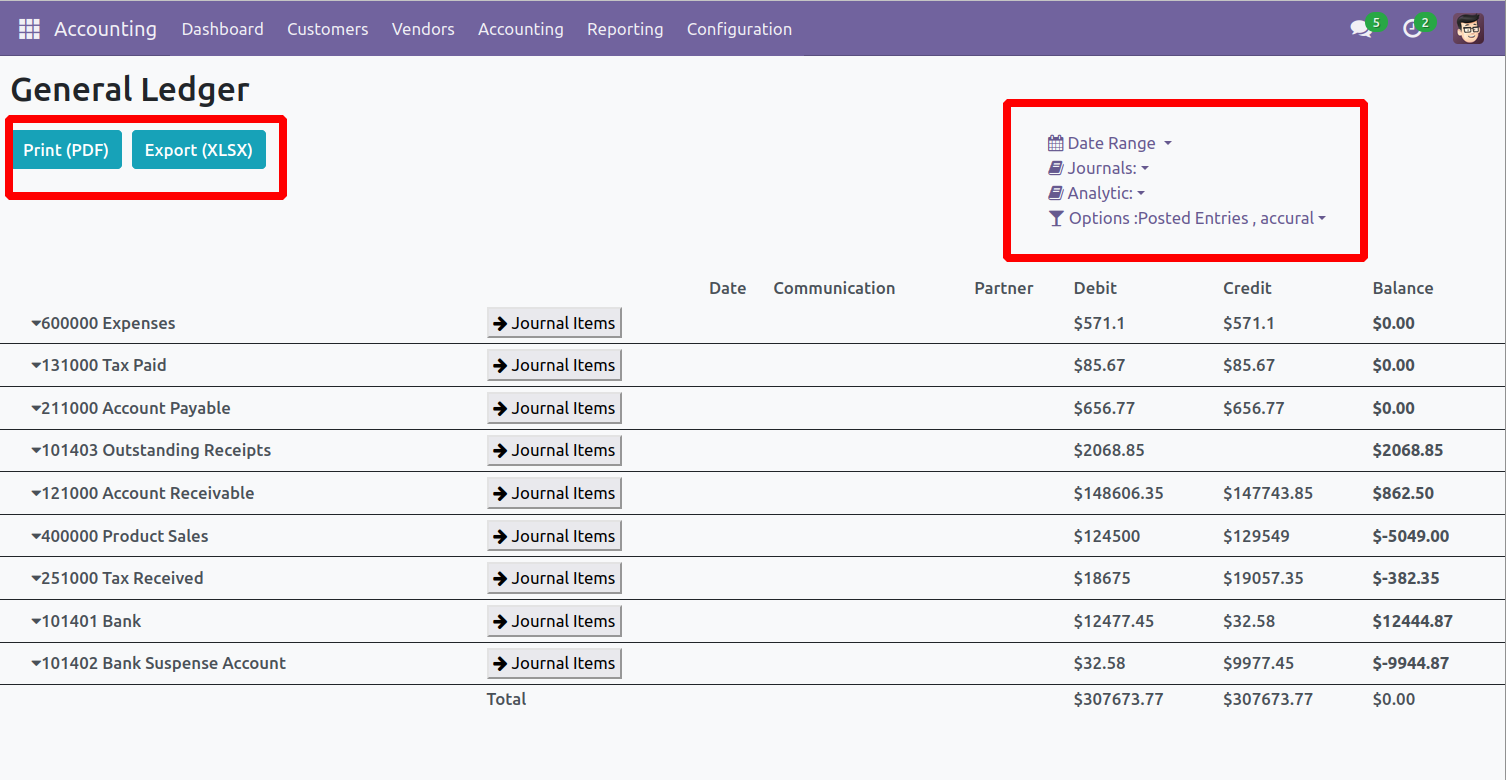 Accounting Dashboard Customers Vendors Accounting Reporting Configuration 5 2
General Ledger
Print (PDF) Export (XLSX)
Date Range
Journals:
Analytic:
Options :Posted Entries , accural
Date Communication Partner Debit Credit Balance
600000 Expenses Journal Items $571.1 $571.1 $0.00
131000 Tax Paid Journal Items $85.67 $85.67 $0.00
211000 Account Payable Journal Items $656.77 $656.77 $0.00
101403 Outstanding Receipts Journal Items $2068.85 $2068.85
121000 Account Receivable Journal Items $148606.35 $147743.85 $862.50
400000 Product Sales Journal Items $124500 $129549 $-5049.00
251000 Tax Received Journal Items $18675 $19057.35 $-382.35
101401 Bank Journal Items $12477.45 $32.58 $12444.87
101402 Bank Suspense Account Journal Items $32.58 $9977.45 $-9944.87
Total $307673.77 $307673.77 $0.00